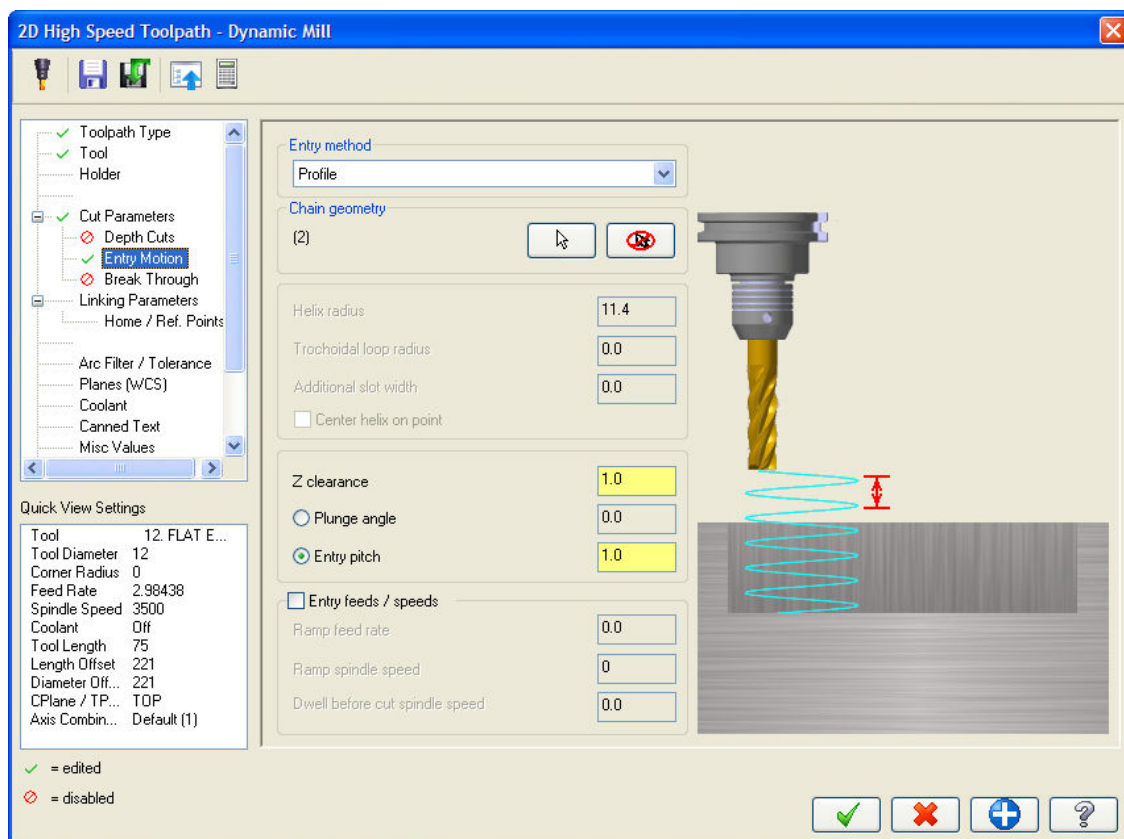 2D High Speed Toolpath - Dynamic Mill
Toolpath Type
Tool
Holder
Cut Parameters
Depth Cuts
Entry Motion
Break Through
Linking Parameters
Home / Ref. Points
Arc Filter / Tolerance
Planes (WCS)
Coolant
Canned Text
Misc Values
Quick View Settings
Tool 12. FLAT E...
Tool Diameter 12
Corner Radius 0
Feed Rate 2.98438
Spindle Speed 3500
Coolant Off
Tool Length 75
Length Offset 221
Diameter Off... 221
CPlane / TP... TOP
Axis Combin... Default (1)
= edited
= disabled
Entry method
Profile
Chain geometry
(2)
Helix radius 11.4
Trochoidal loop radius 0.0
Additional slot width 0.0
Center helix on point
Z clearance 1.0
Plunge angle 0.0
Entry pitch 1.0
Entry feeds / speeds
Ramp feed rate 0.0
Ramp spindle speed 0
Dwell before cut spindle speed 0.0